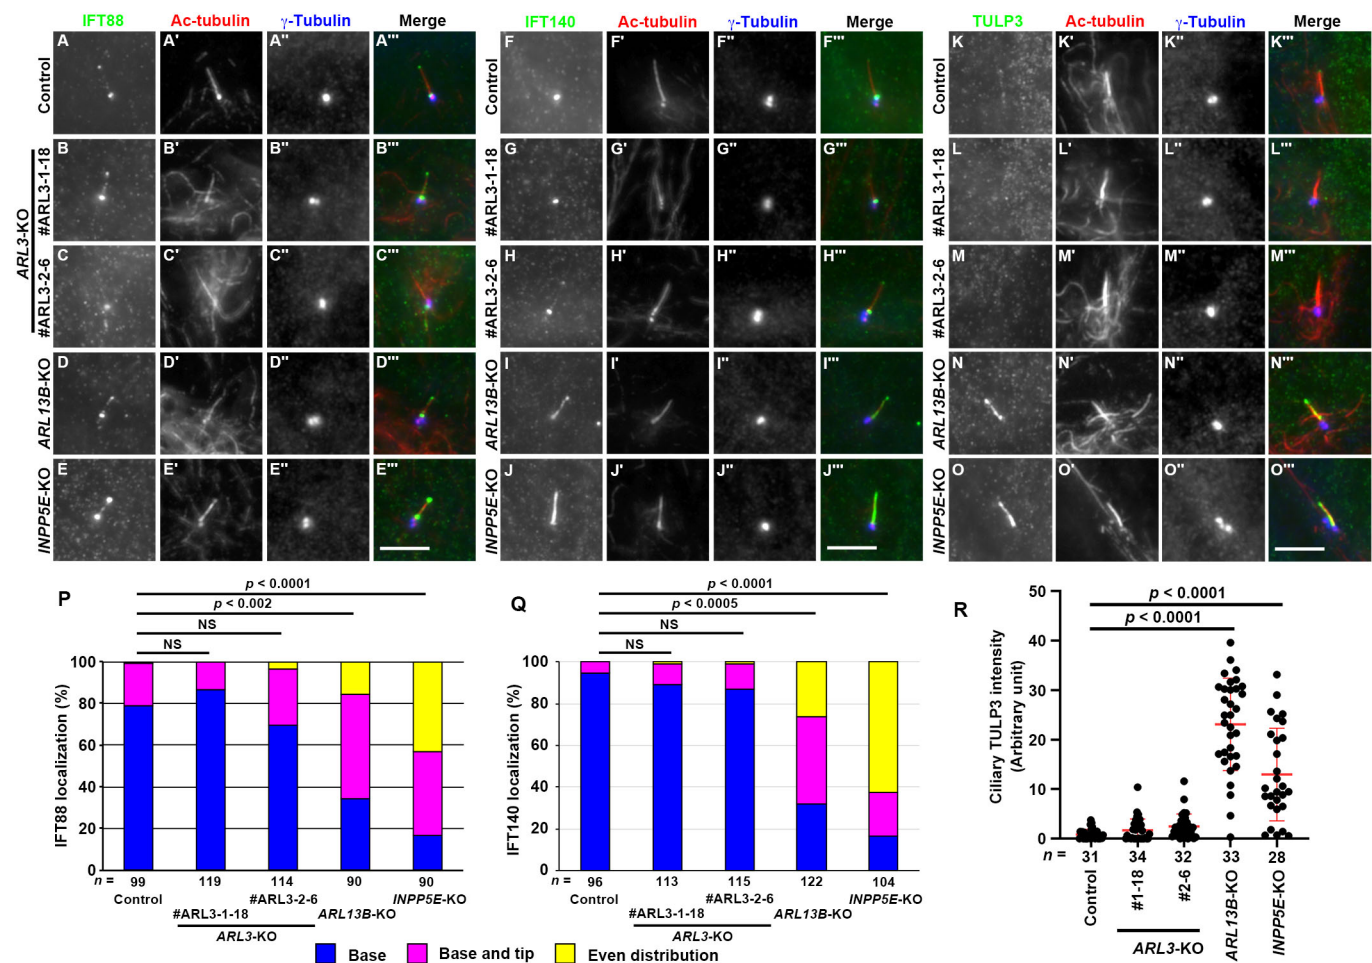 IFT88 Ac-tubulin γ-Tubulin Merge
IFT140 Ac-tubulin γ-Tubulin Merge
TULP3 Ac-tubulin γ-Tubulin Merge
Control
A A' A'' A'''
F F' F'' F'''
K K' K'' K'''
ARL3-KO
#ARL3-1-18
B B' B'' B'''
#ARL3-1-18
G G' G'' G'''
#ARL3-1-18
L L' L'' L'''
#ARL3-2-6
C C' C'' C'''
#ARL3-2-6
H H' H'' H'''
#ARL3-2-6
M M' M'' M'''
ARL13B-KO
D D' D'' D'''
ARL13B-KO
I I' I'' I'''
ARL13B-KO
N N' N'' N'''
INPP5E-KO
E E' E'' E'''
INPP5E-KO
J J' J'' J'''
INPP5E-KO
O O' O'' O'''
Control
Control
P
p < 0.0001
p < 0.002
NS
NS
IFT88 localization (%)
100
80
60
40
20
0
n = 99 119 114 90 90
Control #ARL3-2-6 INPP5E-KO
#ARL3-1-18 ARL13B-KO
ARL3-KO
Q
p < 0.0001
p < 0.0005
NS
NS
IFT140 localization (%)
100
80
60
40
20
0
n = 96 113 115 122 104
Control #ARL3-2-6 INPP5E-KO
#ARL3-1-18 ARL13B-KO
ARL3-KO
Base Base and tip Even distribution
R
p < 0.0001
p < 0.0001
Ciliary TULP3 intensity
(Arbitrary unit)
50
40
30
20
10
0
n = 31 34 32 33 28
Control
#1-18
#2-6
ARL13B-KO
INPP5E-KO
ARL3-KO